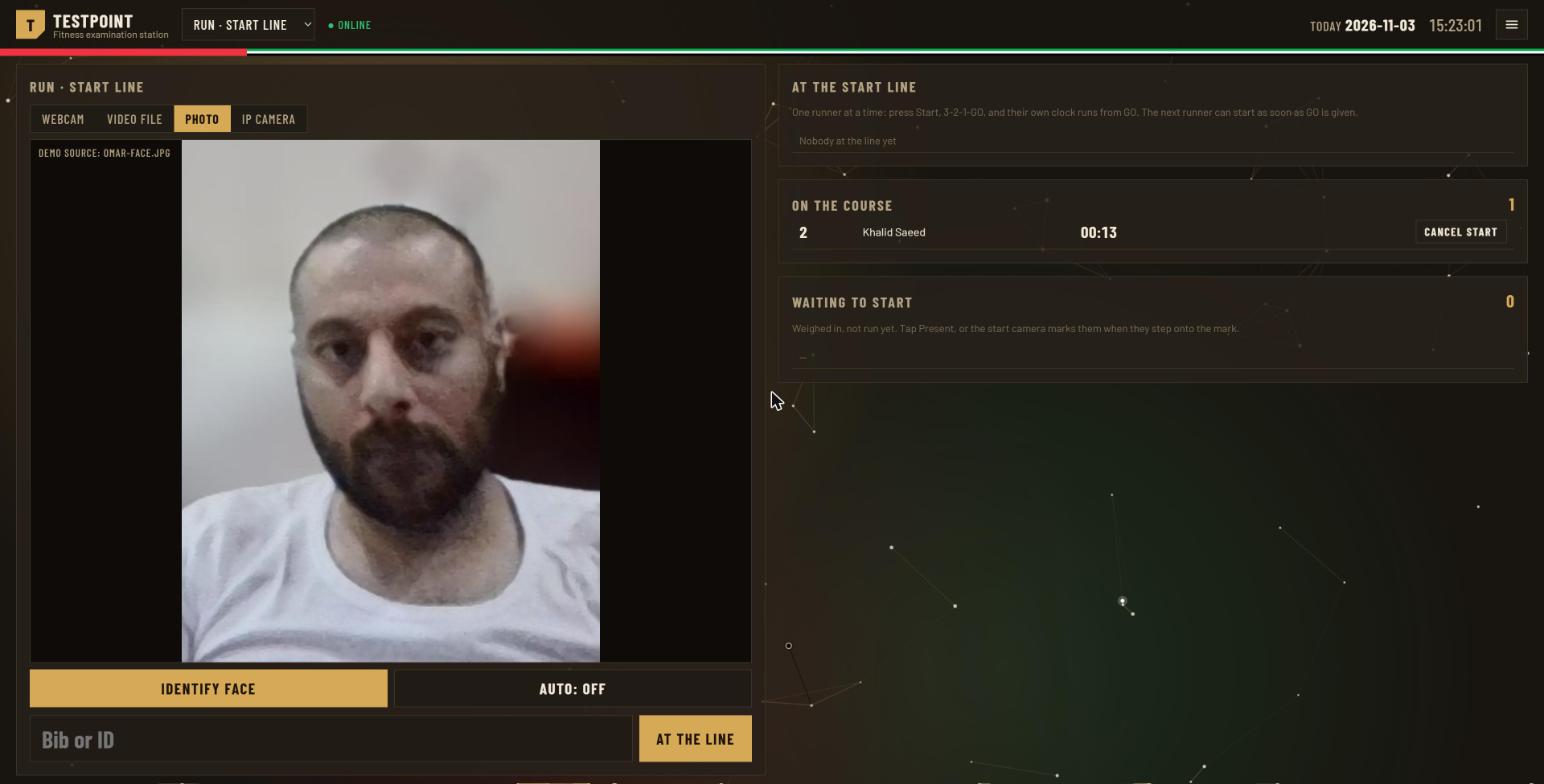 T
TESTPOINT
Fitness examination station
RUN · START LINE
● ONLINE
TODAY 2026-11-03 15:23:01
RUN · START LINE
WEBCAM VIDEO FILE PHOTO IP CAMERA
DEMO SOURCE: OMAR-FACE.JPG
IDENTIFY FACE
AUTO: OFF
Bib or ID
AT THE LINE
AT THE START LINE
One runner at a time: press Start, 3-2-1-GO, and their own clock runs from GO. The next runner can start as soon as GO is given.
Nobody at the line yet
ON THE COURSE 1
2 Khalid Saeed 00:13 CANCEL START
WAITING TO START 0
Weighed in, not run yet. Tap Present, or the start camera marks them when they step onto the mark.
—